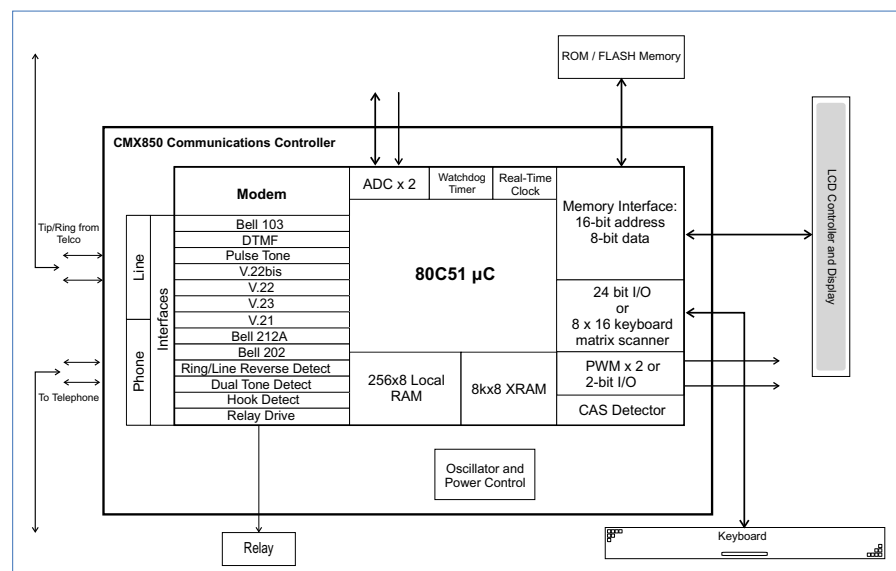 ROM / FLASH Memory
CMX850 Communications Controller
LCD Controller and Display
Tip/Ring from
Telco
To Telephone
Line
Phone
Interfaces
Modem
Bell 103
DTMF
Pulse Tone
V.22bis
V.22
V.23
V.21
Bell 212A
Bell 202
Ring/Line Reverse Detect
Dual Tone Detect
Hook Detect
Relay Drive
ADC x 2
Watchdog
Timer
Real-Time
Clock
80C51 µC
256x8 Local
RAM
8kx8 XRAM
Memory Interface:
16-bit address
8-bit data
24 bit I/O
or
8 x 16 keyboard
matrix scanner
PWM x 2 or
2-bit I/O
CAS Detector
Oscillator and
Power Control
Relay
Keyboard